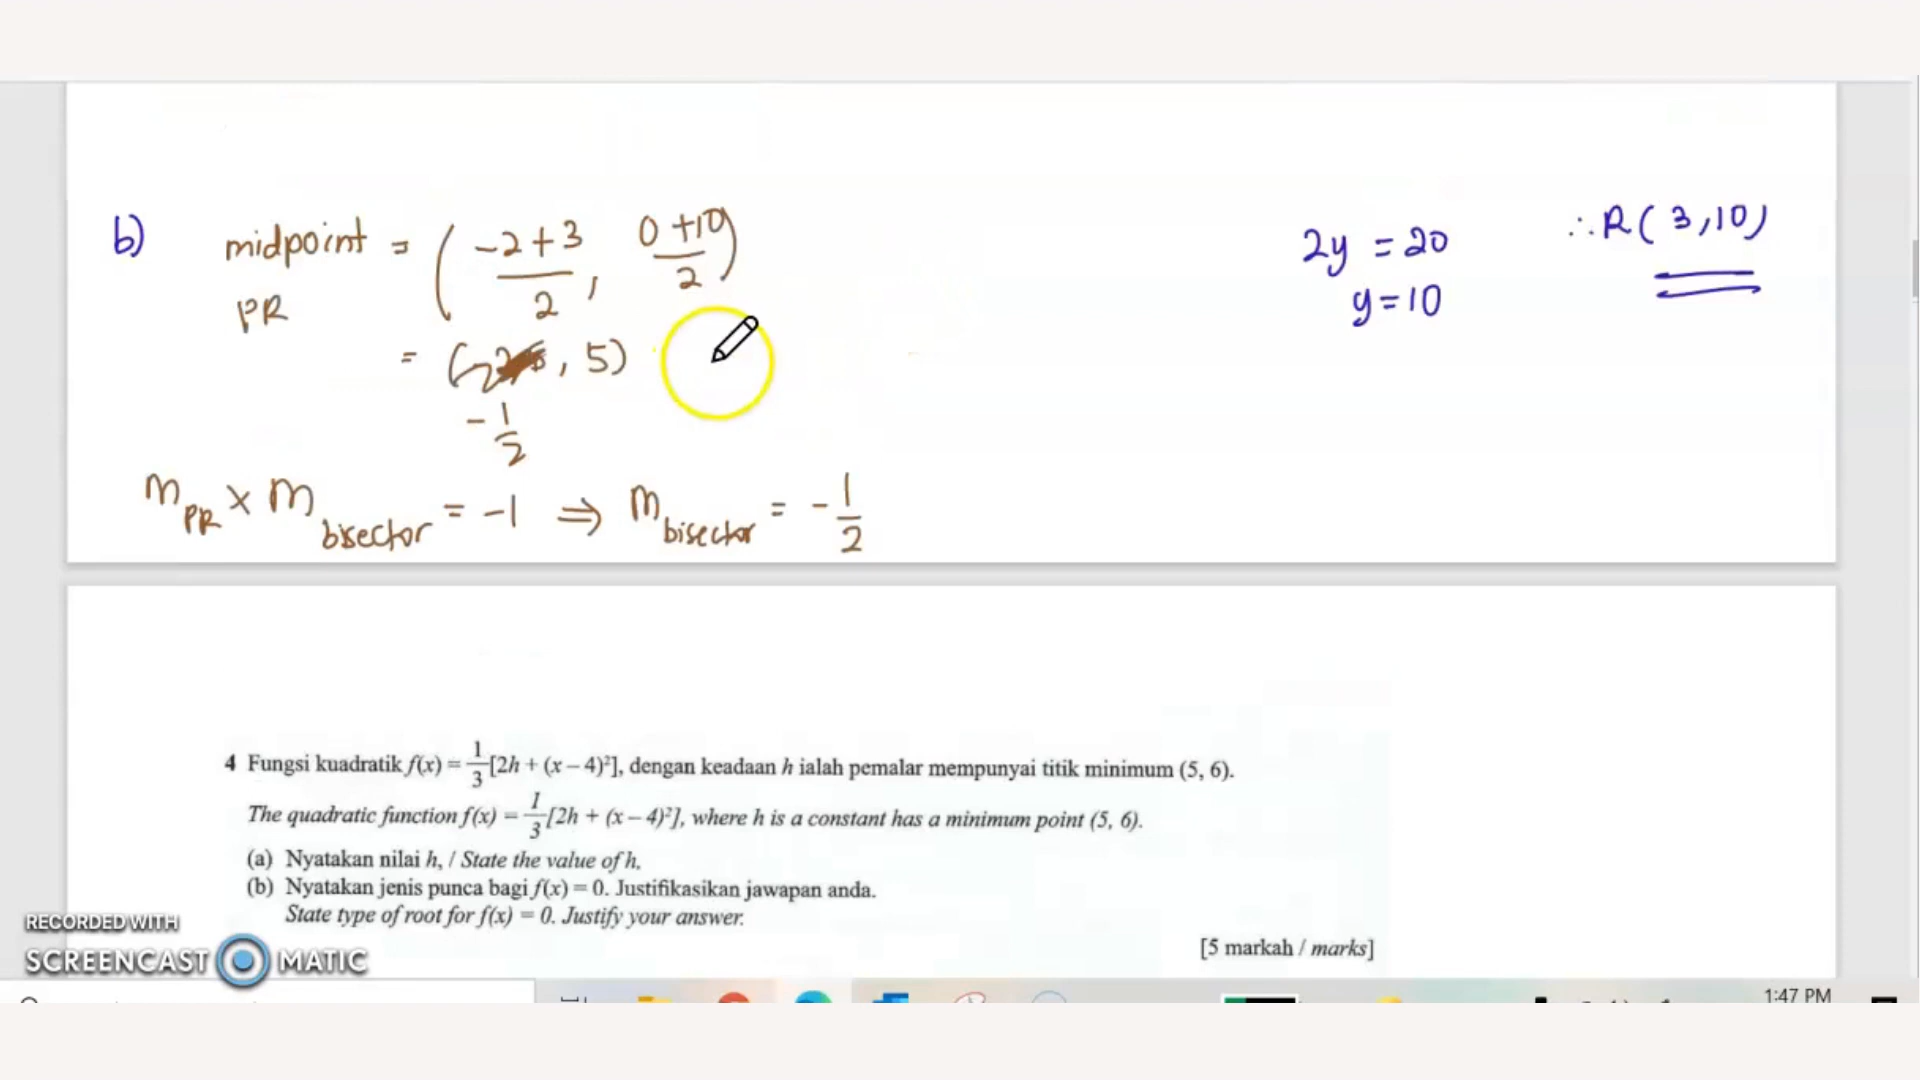 b) midpoint PR = ( -2+3 / 2 , 0+10 / 2 )
= ( , 5)
-1/2
m PR × m bisector = -1 ⇒ m bisector = -1/2
2y = 20
y = 10
∴ R ( 3,10)
4 Fungsi kuadratik f(x) = 1/3 [2h + (x – 4)²], dengan keadaan h ialah pemalar mempunyai titik minimum (5, 6).
The quadratic function f(x) = 1/3 [2h + (x – 4)²], where h is a constant has a minimum point (5, 6).
(a) Nyatakan nilai h, / State the value of h,
(b) Nyatakan jenis punca bagi f(x) = 0. Justifikasikan jawapan anda.
State type of root for f(x) = 0. Justify your answer.
[5 markah / marks]
RECORDED WITH
SCREENCAST MATIC
1:47 PM